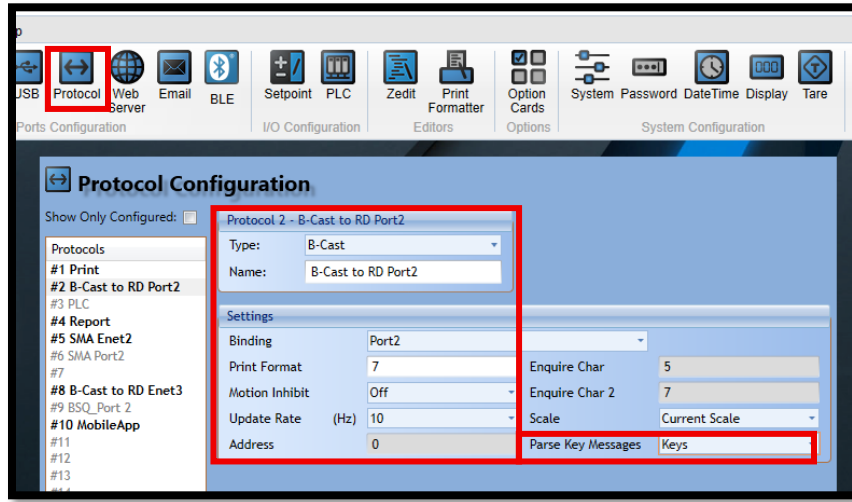 p
USB Protocol Web Server Email BLE Setpoint PLC Zedit Print Formatter Option Cards System Password DateTime Display Tare
Ports Configuration I/O Configuration Editors Options System Configuration
Protocol Configuration
Show Only Configured:
Protocols
#1 Print
#2 B-Cast to RD Port2
#3 PLC
#4 Report
#5 SMA Enet2
#6 SMA Port2
#7
#8 B-Cast to RD Enet3
#9 BSQ_Port 2
#10 MobileApp
#11
#12
#13
Protocol 2 - B-Cast to RD Port2
Type: B-Cast
Name: B-Cast to RD Port2
Settings
Binding Port2
Print Format 7 Enquire Char 5
Motion Inhibit Off Enquire Char 2 7
Update Rate (Hz) 10 Scale Current Scale
Address 0 Parse Key Messages Keys